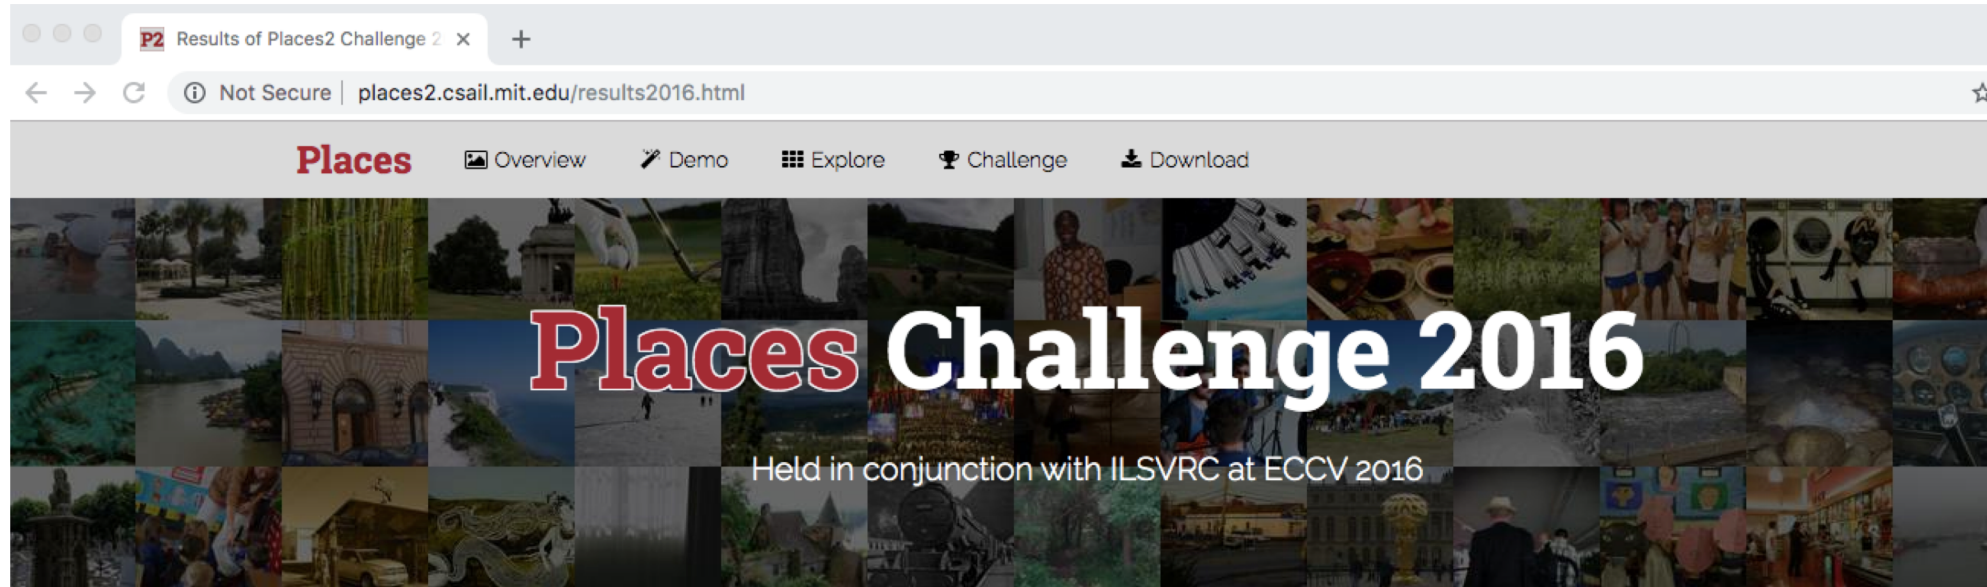 P2 Results of Places2 Challenge 2
Not Secure | places2.csail.mit.edu/results2016.html
Places Overview Demo Explore Challenge Download
Places Challenge 2016
Held in conjunction with ILSVRC at ECCV 2016